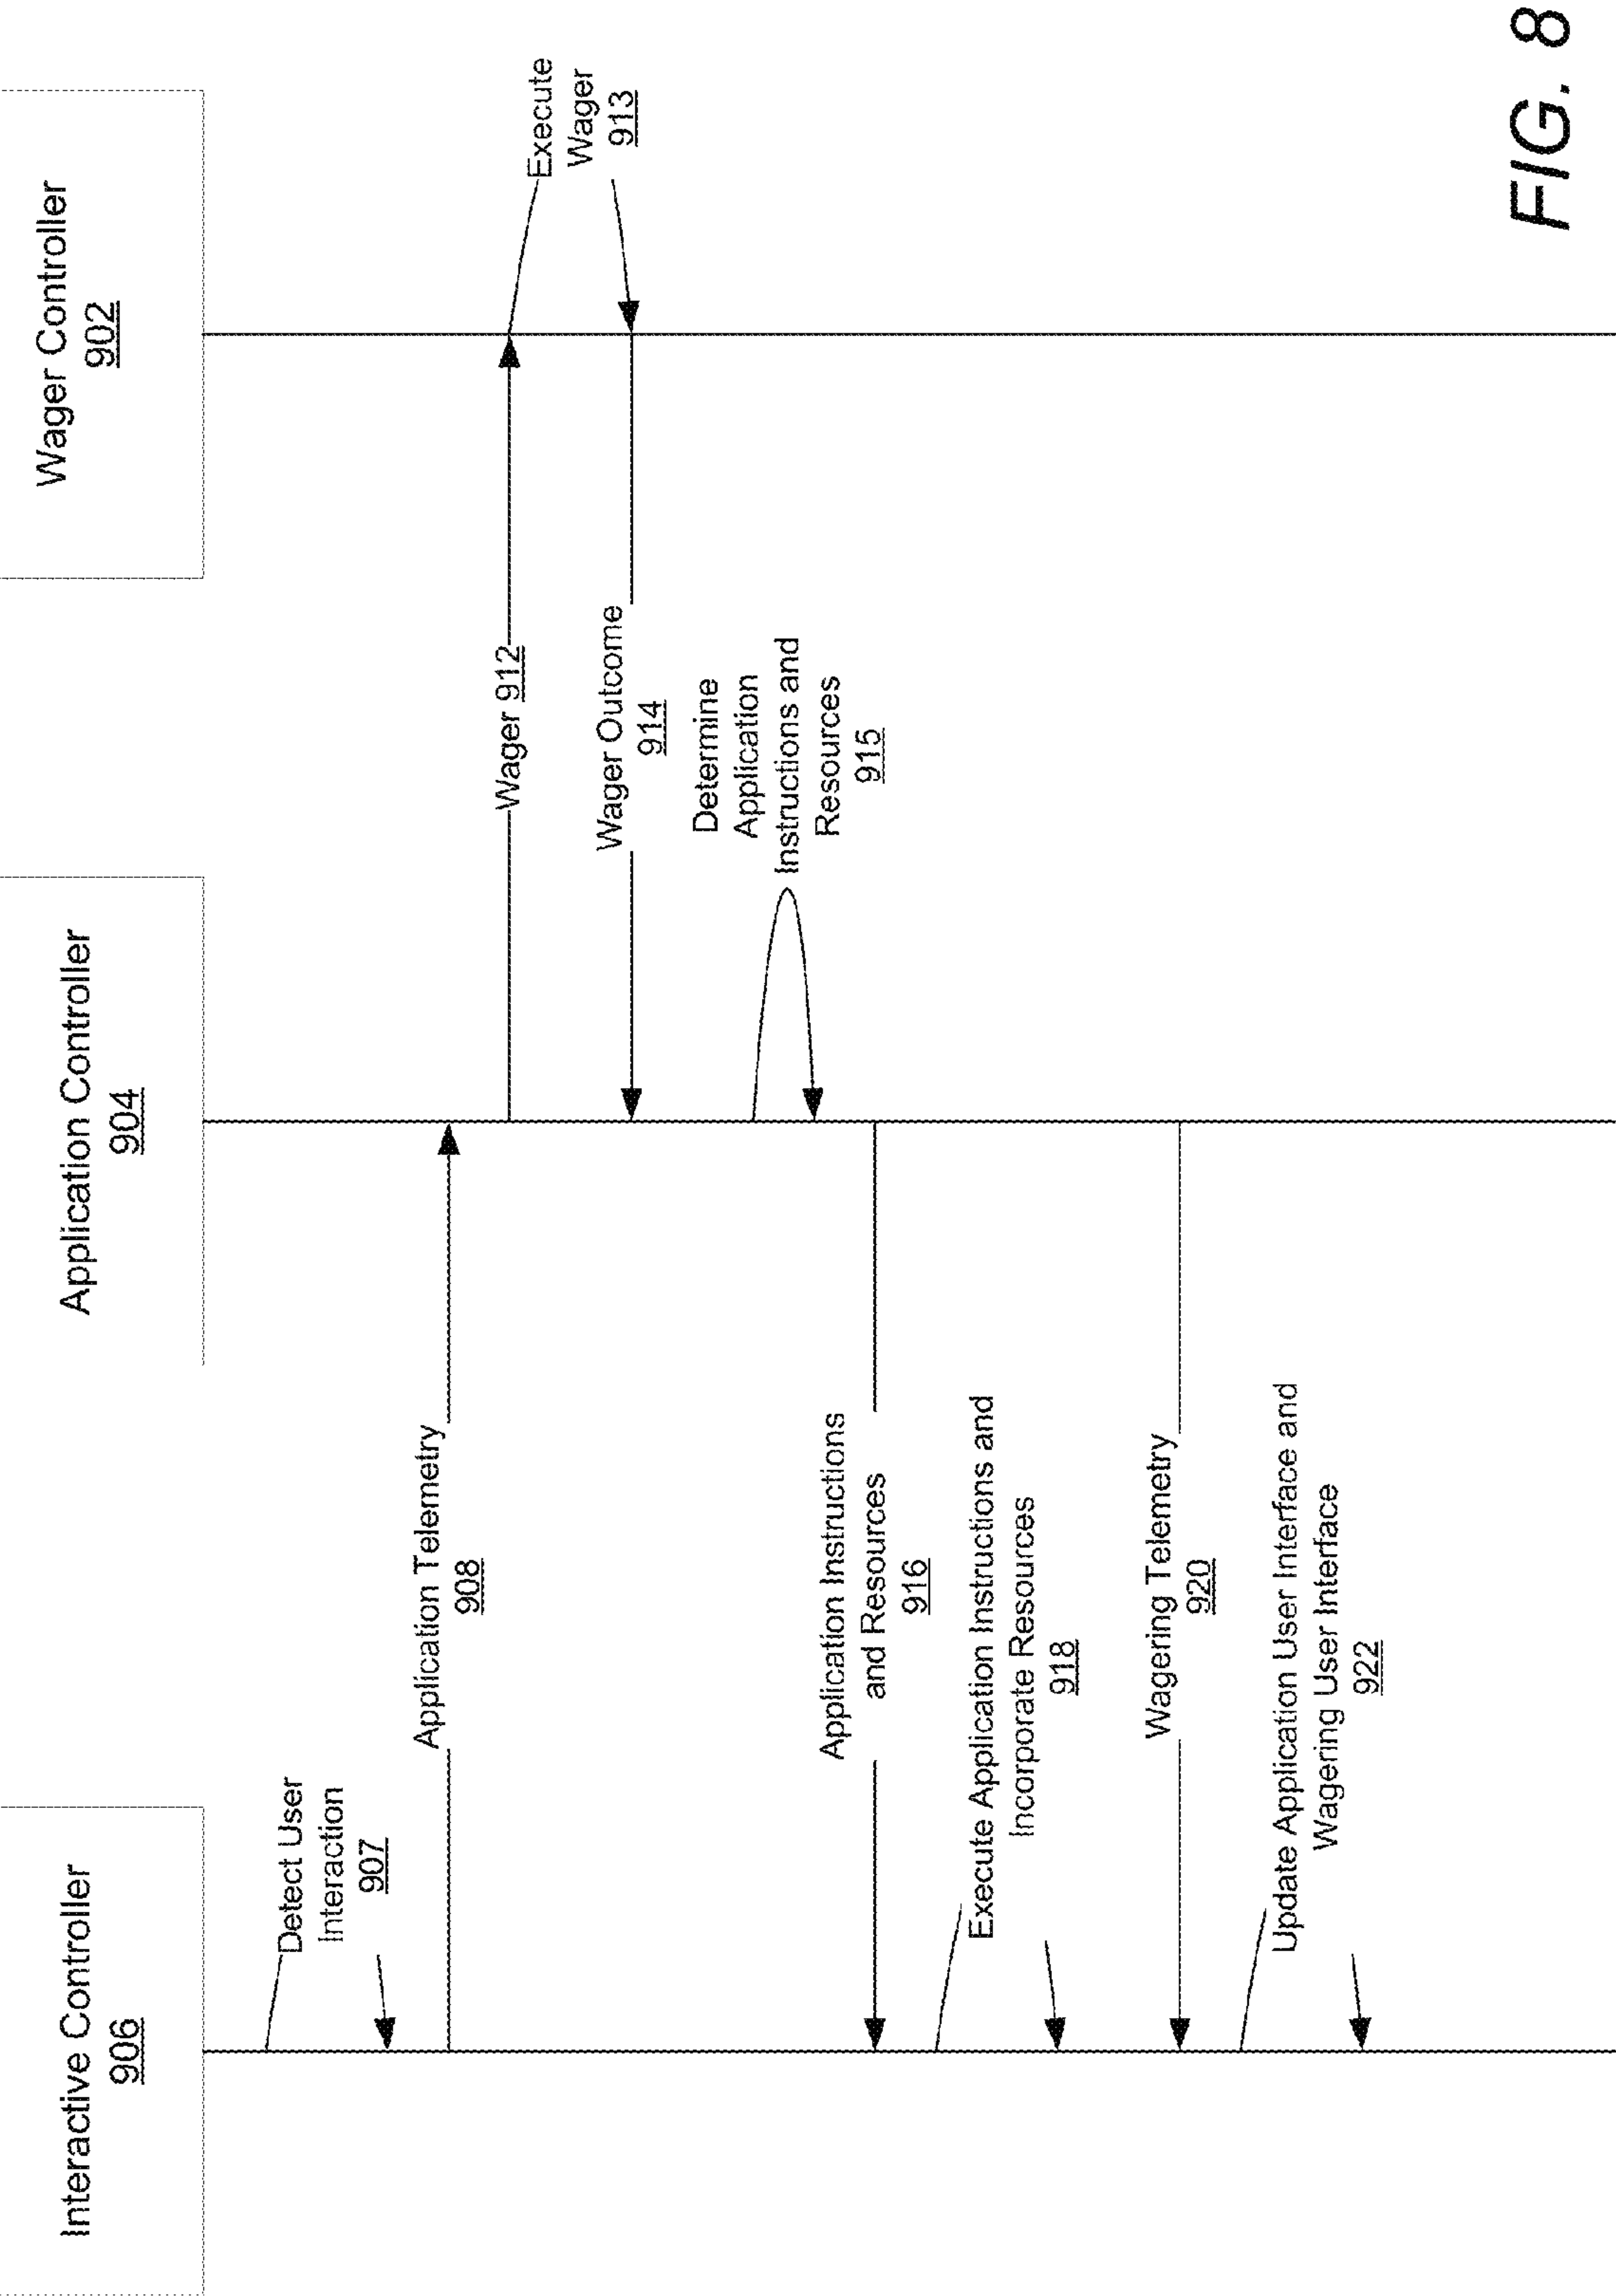 Interactive Controller
906
Application Controller
904
Wager Controller
902
Detect User
Interaction
907
Application Telemetry
908
Wager 912
Execute
Wager
913
Wager Outcome
914
Determine
Application
Instructions and
Resources
915
Application Instructions
and Resources
916
Execute Application Instructions and
Incorporate Resources
918
Wagering Telemetry
920
Update Application User Interface and
Wagering User Interface
922
FIG. 8